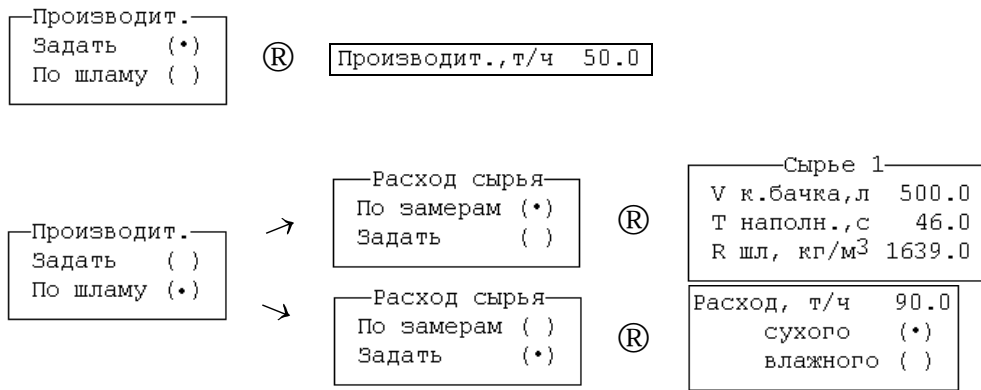 Производит.
Задать (•)
По шламу ( )
®
Производит.,т/ч 50.0
Производит.
Задать ( )
По шламу (•)
→
Расход сырья
По замерам (•)
Задать ( )
®
Сырье 1
V к.бачка,л 500.0
T наполн.,с 46.0
R шл, кг/м³ 1639.0
→
Расход сырья
По замерам ( )
Задать (•)
®
Расход, т/ч 90.0
сухого (•)
влажного ( )